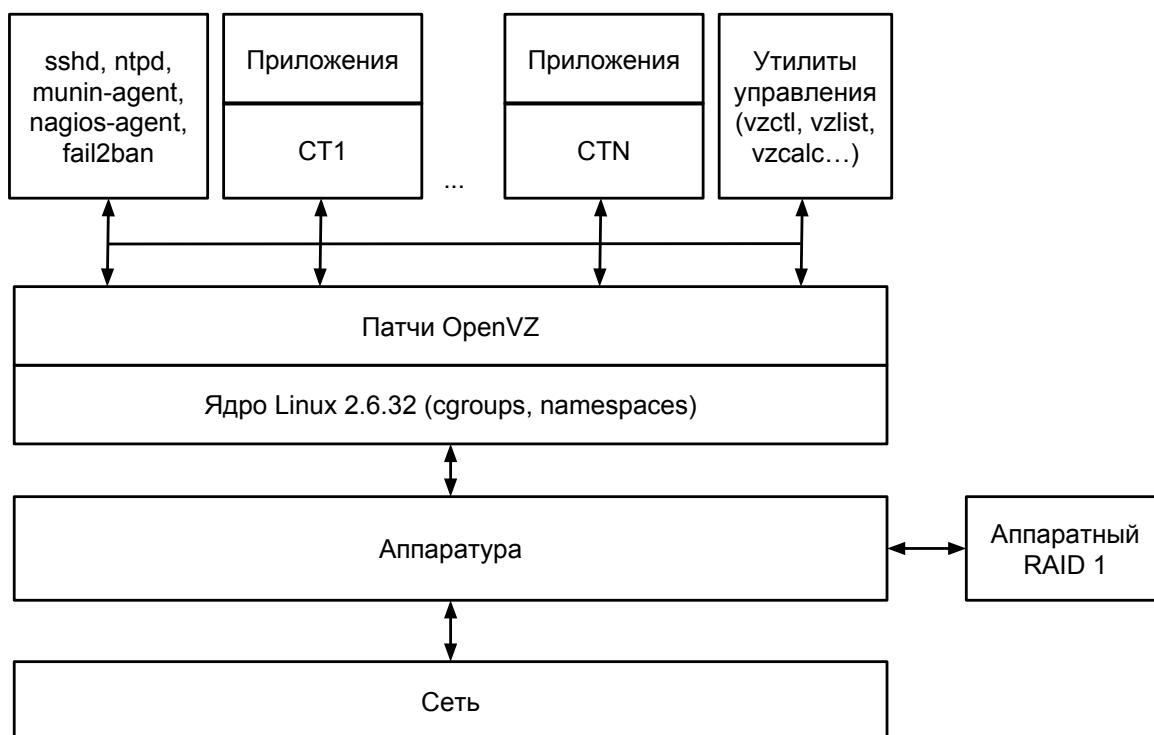 sshd, ntpd,
munin-agent,
nagios-agent,
fail2ban
Приложения
CT1
...
Приложения
CTN
Утилиты
управления
(vzctl, vzlist,
vzcalc…)
Патчи OpenVZ
Ядро Linux 2.6.32 (cgroups, namespaces)
Аппаратура
Аппаратный
RAID 1
Сеть